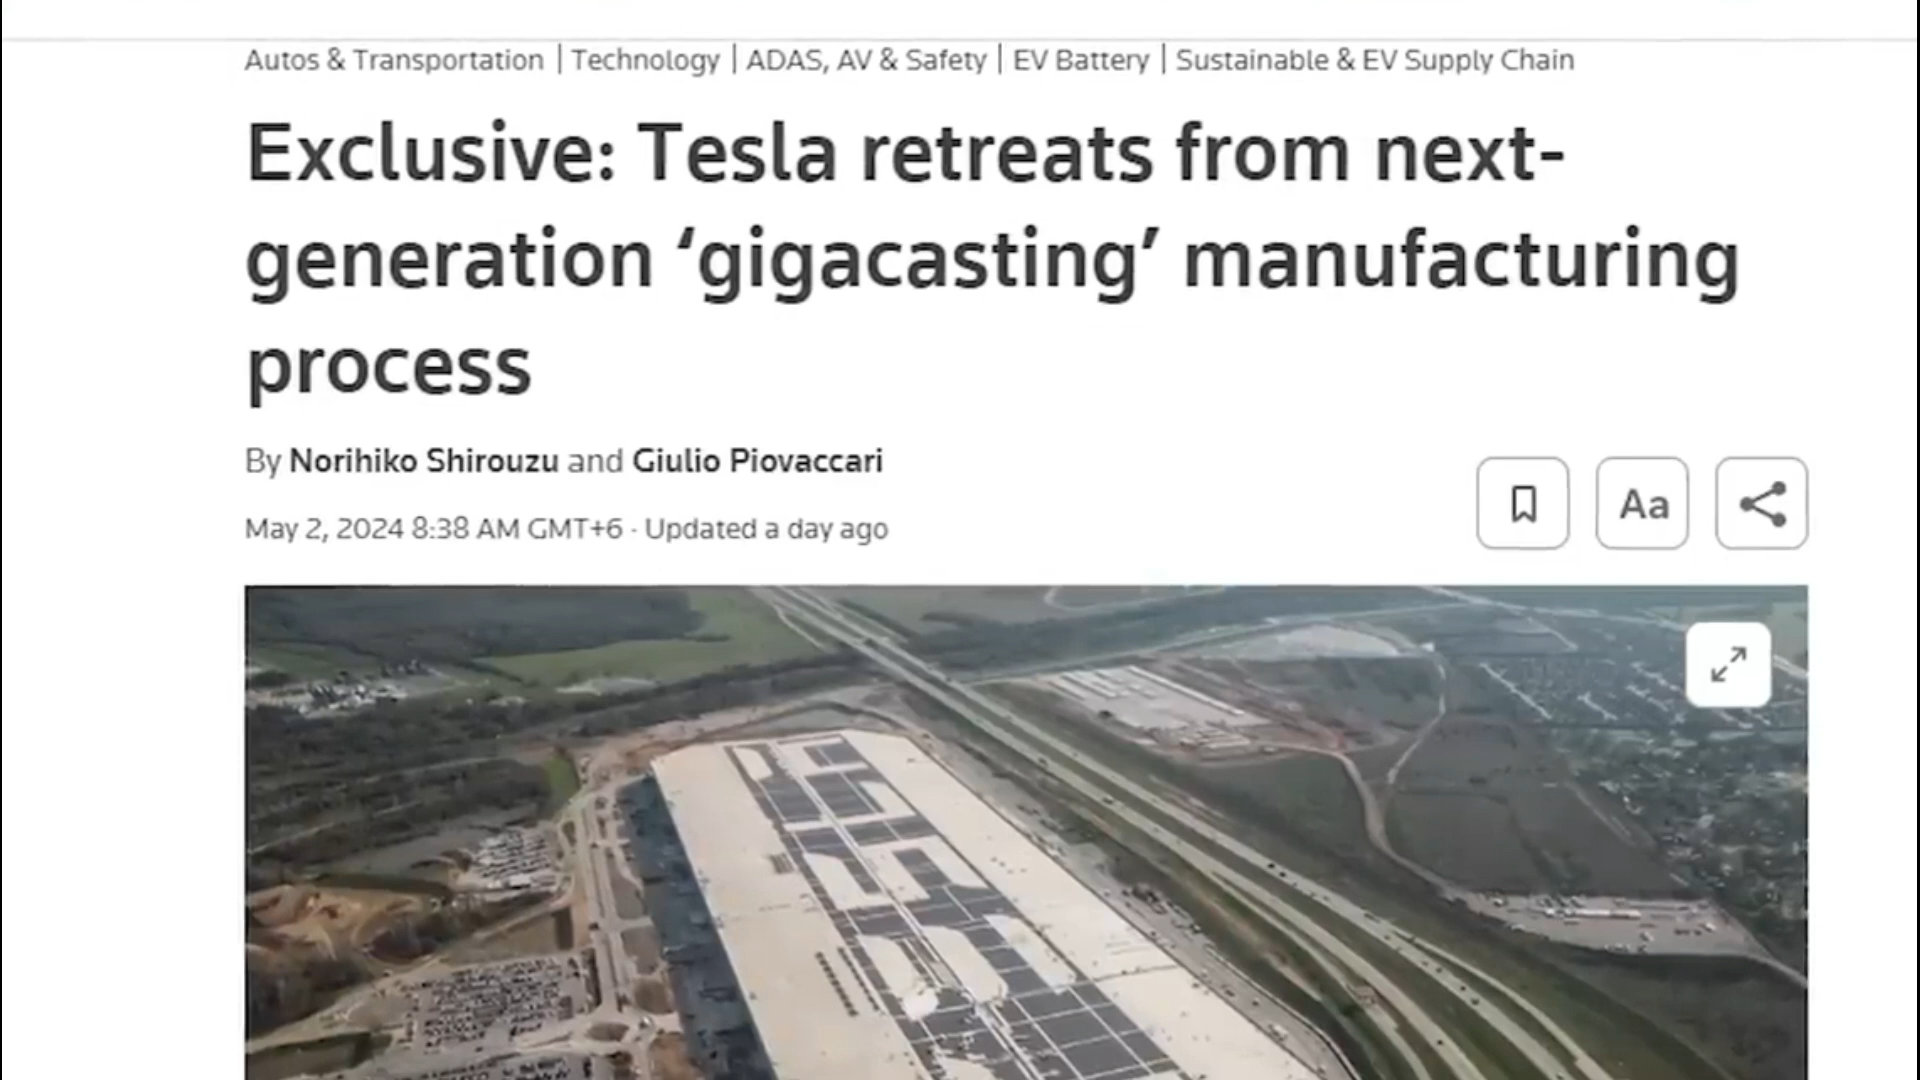 Autos & Transportation | Technology | ADAS, AV & Safety | EV Battery | Sustainable & EV Supply Chain
Exclusive: Tesla retreats from next-
generation ‘gigacasting’ manufacturing
process
By Norihiko Shirouzu and Giulio Piovaccari
May 2, 2024 8:38 AM GMT+6 · Updated a day ago
Aa